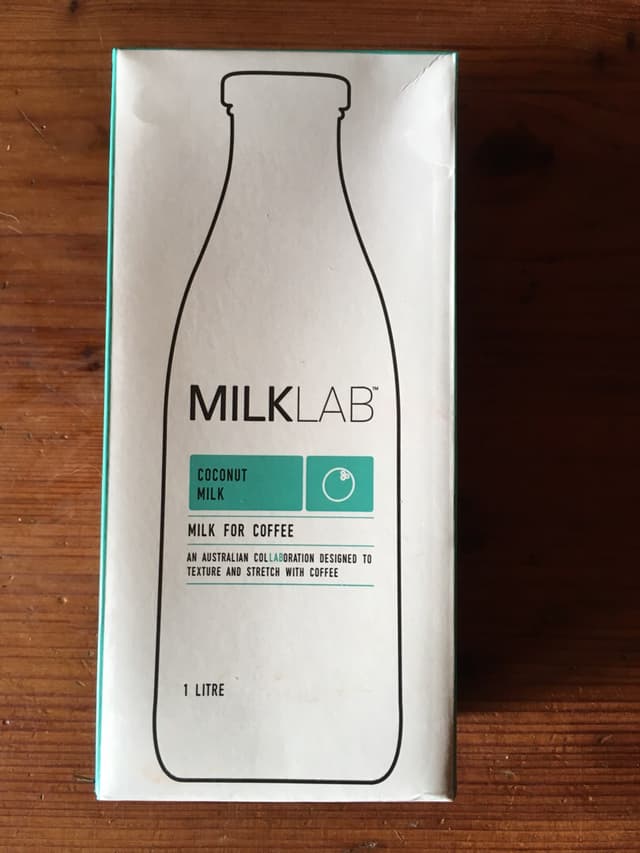 MILKLAB™
COCONUT
MILK
MILK FOR COFFEE
AN AUSTRALIAN COLLABORATION DESIGNED TO
TEXTURE AND STRETCH WITH COFFEE
1 LITRE